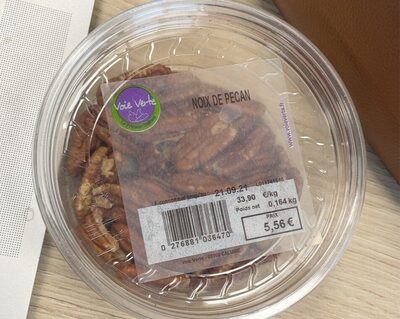 Voie Verte
NOIX DE PECAN
21.09.21
33,90 €/kg
Poids net 0,164 kg
PRIX
5,56 €
0 276881 036470